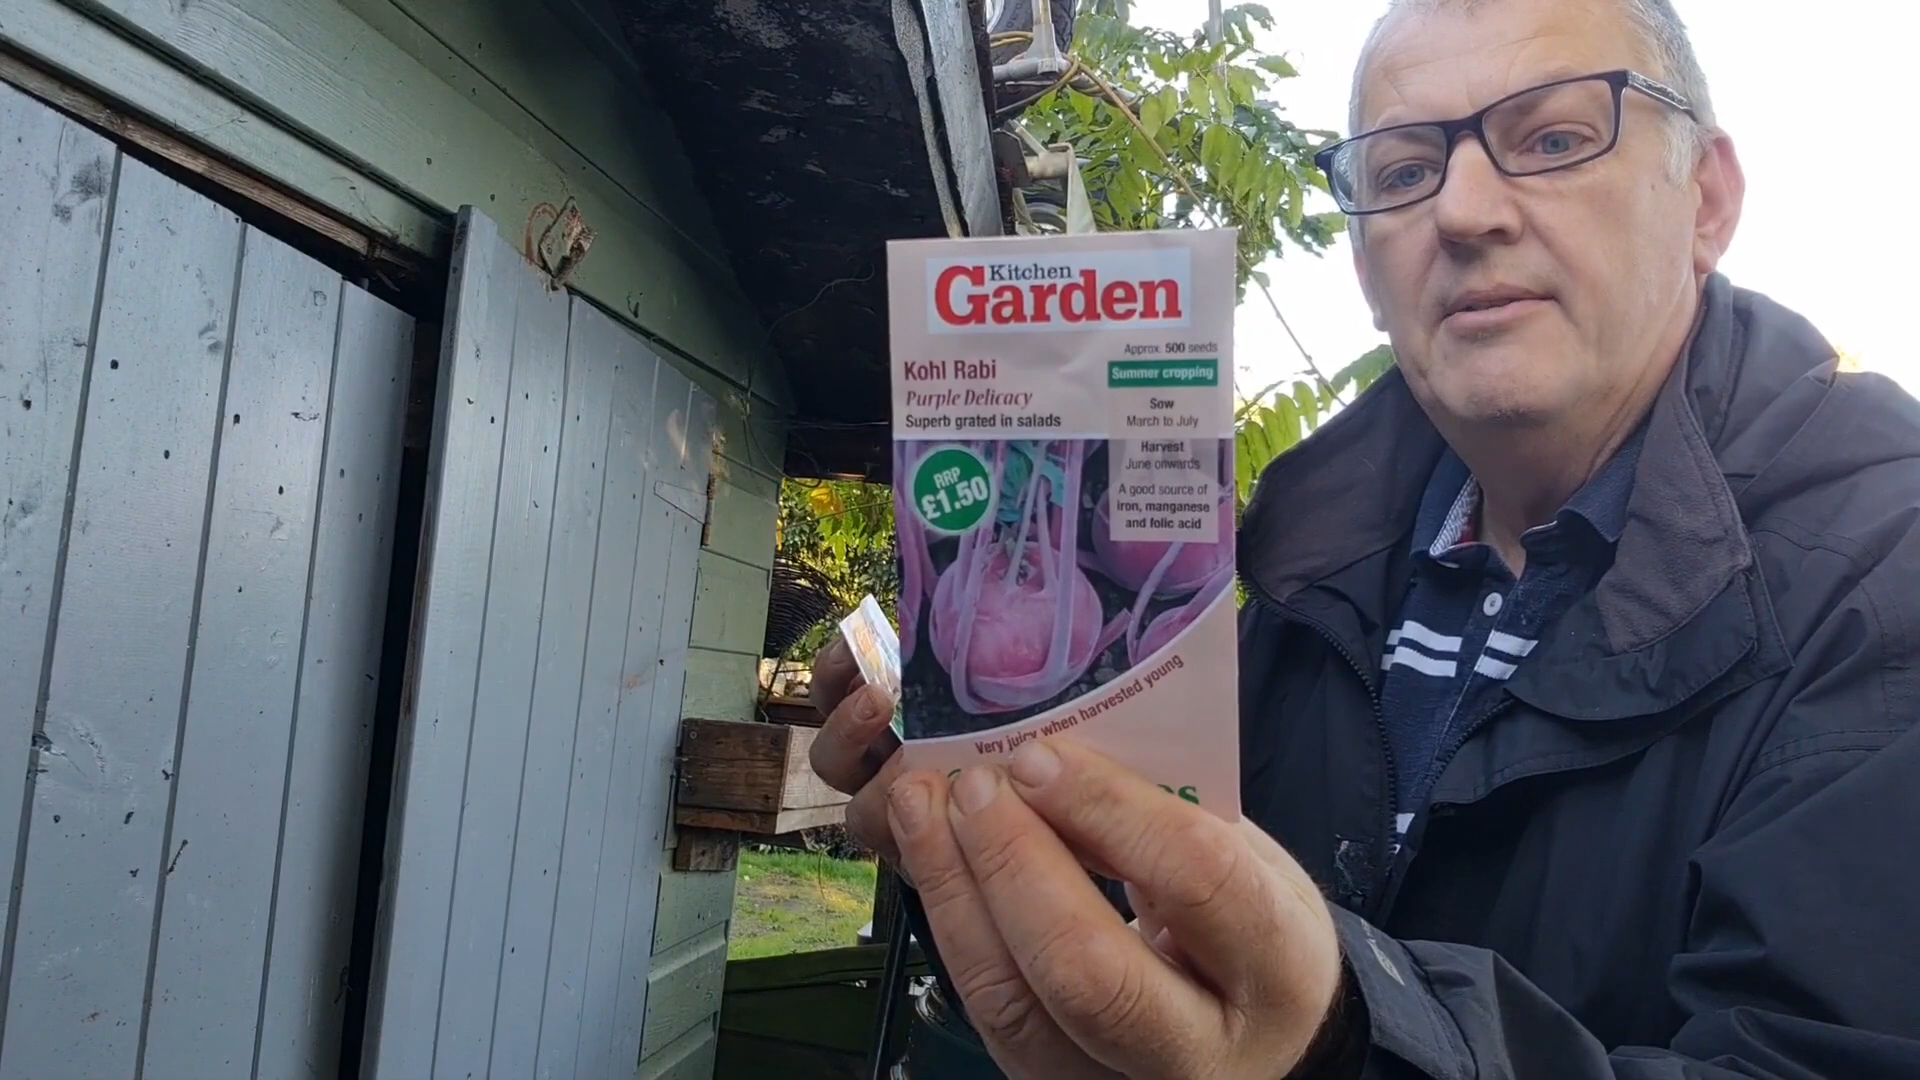 Kitchen
Garden
Approx. 500 seeds
Kohl Rabi
Summer cropping
Purple Delicacy
Superb grated in salads
Sow
March to July
Harvest
June onwards
A good source of
iron, manganese
and folic acid
RRP
£1.50
Very juicy when harvested young